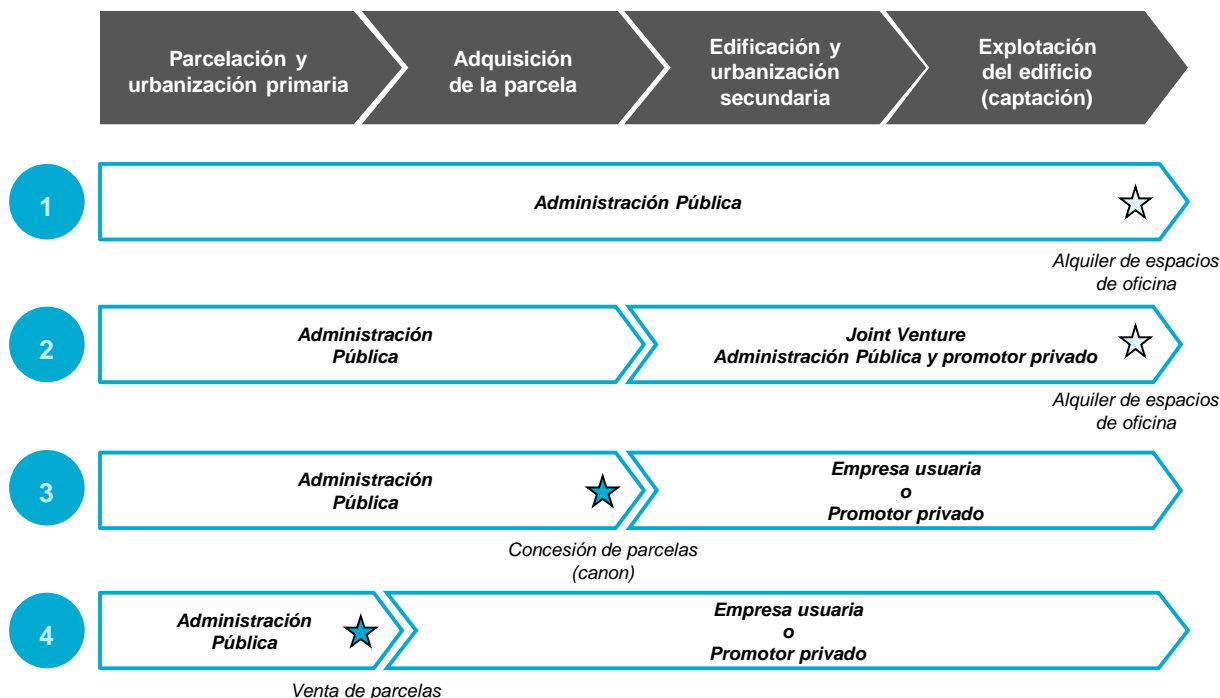 Parcelación y
urbanización primaria
Adquisición
de la parcela
Edificación y
urbanización
secundaria
Explotación
del edificio
(captación)
1
Administración Pública
Alquiler de espacios
de oficina
2
Administración
Pública
Joint Venture
Administración Pública y promotor privado
Alquiler de espacios
de oficina
3
Administración
Pública
Empresa usuaria
o
Promotor privado
Concesión de parcelas
(canon)
4
Administración
Pública
Empresa usuaria
o
Promotor privado
Venta de parcelas